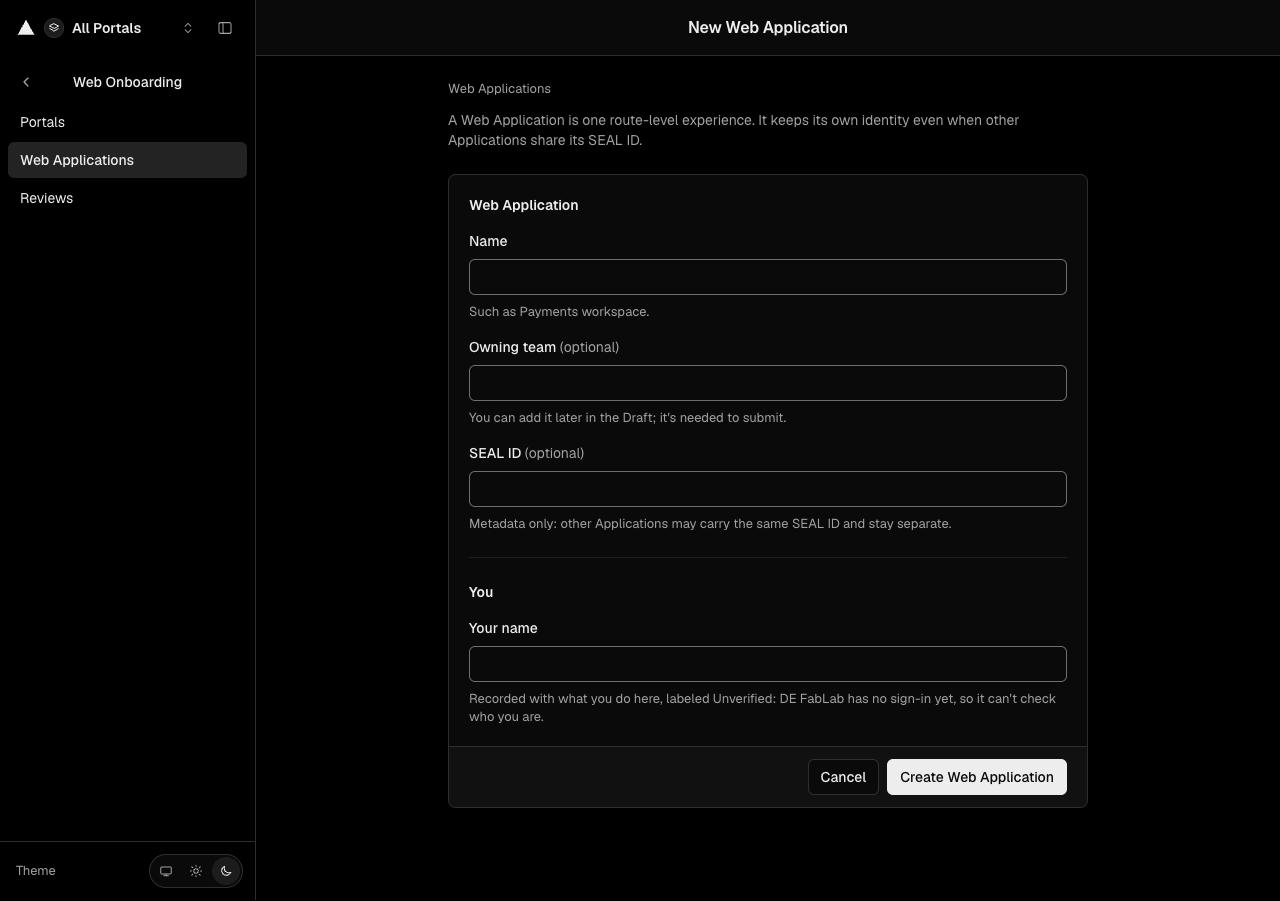 All Portals
New Web Application
Web Onboarding
Portals
Web Applications
Reviews
Web Applications
A Web Application is one route-level experience. It keeps its own identity even when other
Applications share its SEAL ID.
Web Application
Name
Such as Payments workspace.
Owning team (optional)
You can add it later in the Draft; it's needed to submit.
SEAL ID (optional)
Metadata only: other Applications may carry the same SEAL ID and stay separate.
You
Your name
Recorded with what you do here, labeled Unverified: DE FabLab has no sign-in yet, so it can't check
who you are.
Cancel
Create Web Application
Theme